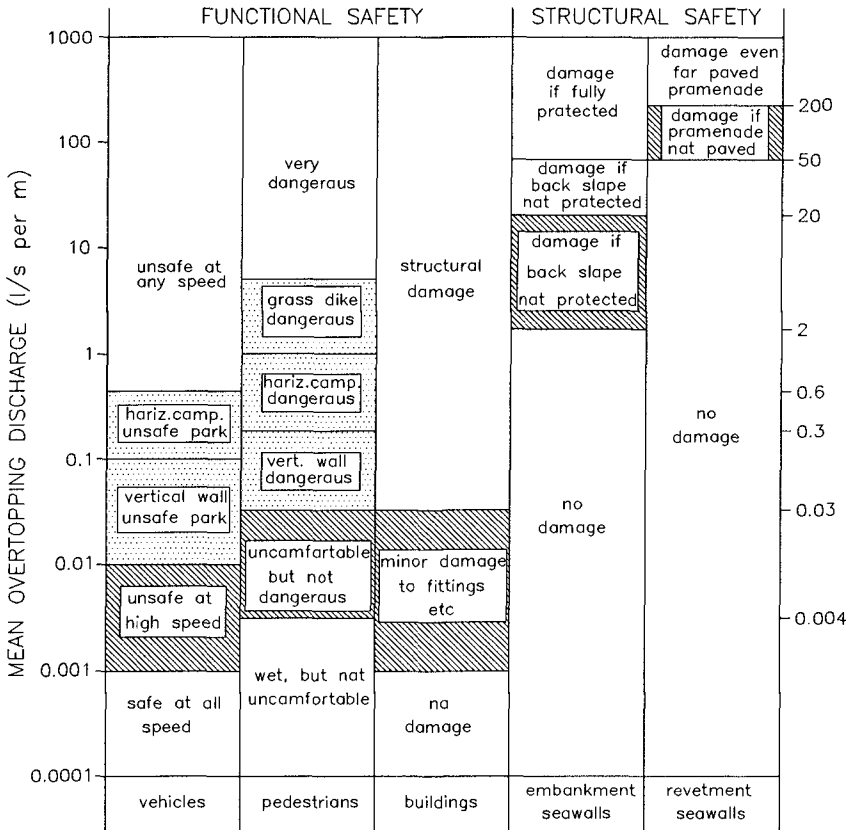 FUNCTIONAL SAFETY
STRUCTURAL SAFETY
MEAN OVERTOPPING DISCHARGE (l/s per m)
1000
100
10
1
0.1
0.01
0.001
0.0001
unsafe at
any speed
hariz.camp.
unsafe park
vertical wall
unsafe park
unsafe at
high speed
safe at all
speed
vehicles
very
dangeraus
grass dike
dangeraus
hariz.camp.
dangeraus
vert. wall
dangeraus
uncamfortable
but not
dangeraus
wet, but not
uncamfortable
pedestrians
structural
damage
minor damage
to fittings
etc
na
damage
buildings
damage
if fully
protected
damage if
back slape
nat pratected
damage if
back slape
nat protected
no
damage
embankment
seawalls
damage even
far paved
pramenade
damage if
pramenade
nat paved
no
damage
revetment
seawalls
200
50
20
2
0.6
0.3
0.03
0.004